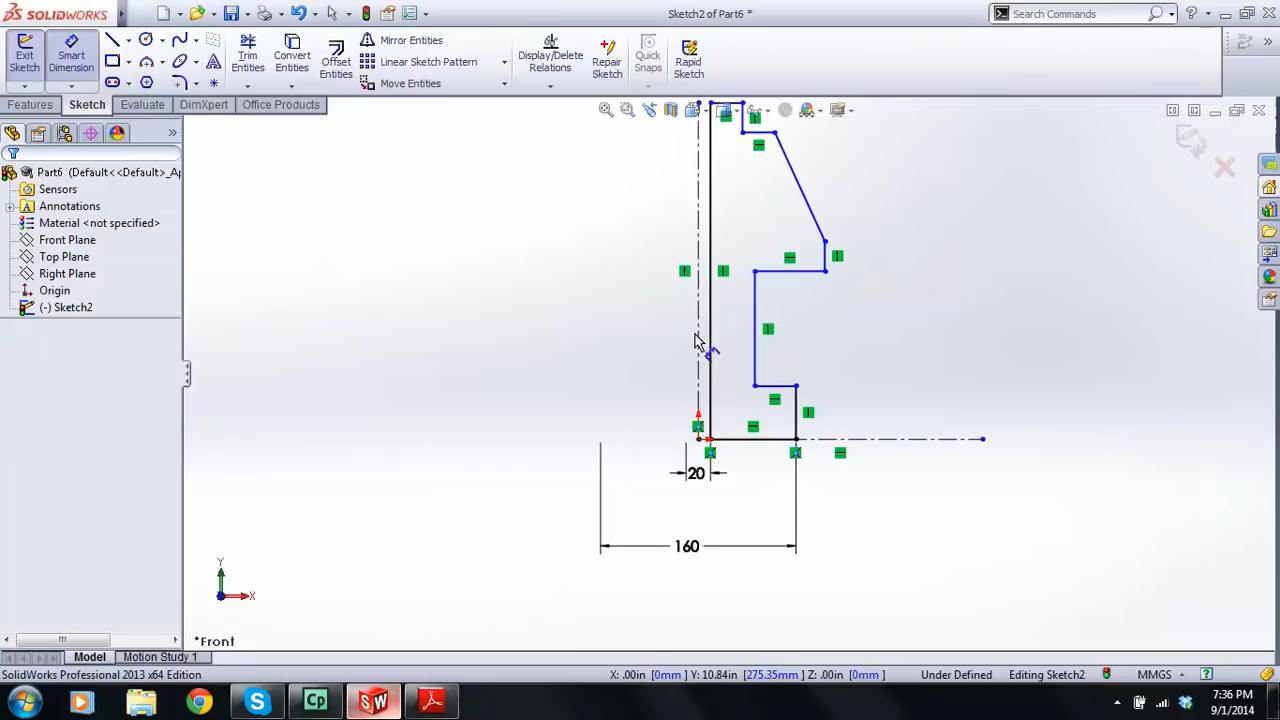 SOLIDWORKS
Sketch2 of Part6 *
Search Commands
Exit Sketch
Smart Dimension
Trim Entities
Convert Entities
Offset Entities
Mirror Entities
Linear Sketch Pattern
Move Entities
Display/Delete Relations
Repair Sketch
Quick Snaps
Rapid Sketch
Features
Sketch
Evaluate
DimXpert
Office Products
Part6 (Default<<Default>_Ap
Sensors
Annotations
Material <not specified>
Front Plane
Top Plane
Right Plane
Origin
(-) Sketch2
20
160
Y
X
*Front
Model
Motion Study 1
SolidWorks Professional 2013 x64 Edition
X: .00in [0mm] Y: 10.84in [275.35mm] Z: .00in [0mm]
Under Defined
Editing Sketch2
MMGS
7:36 PM
9/1/2014